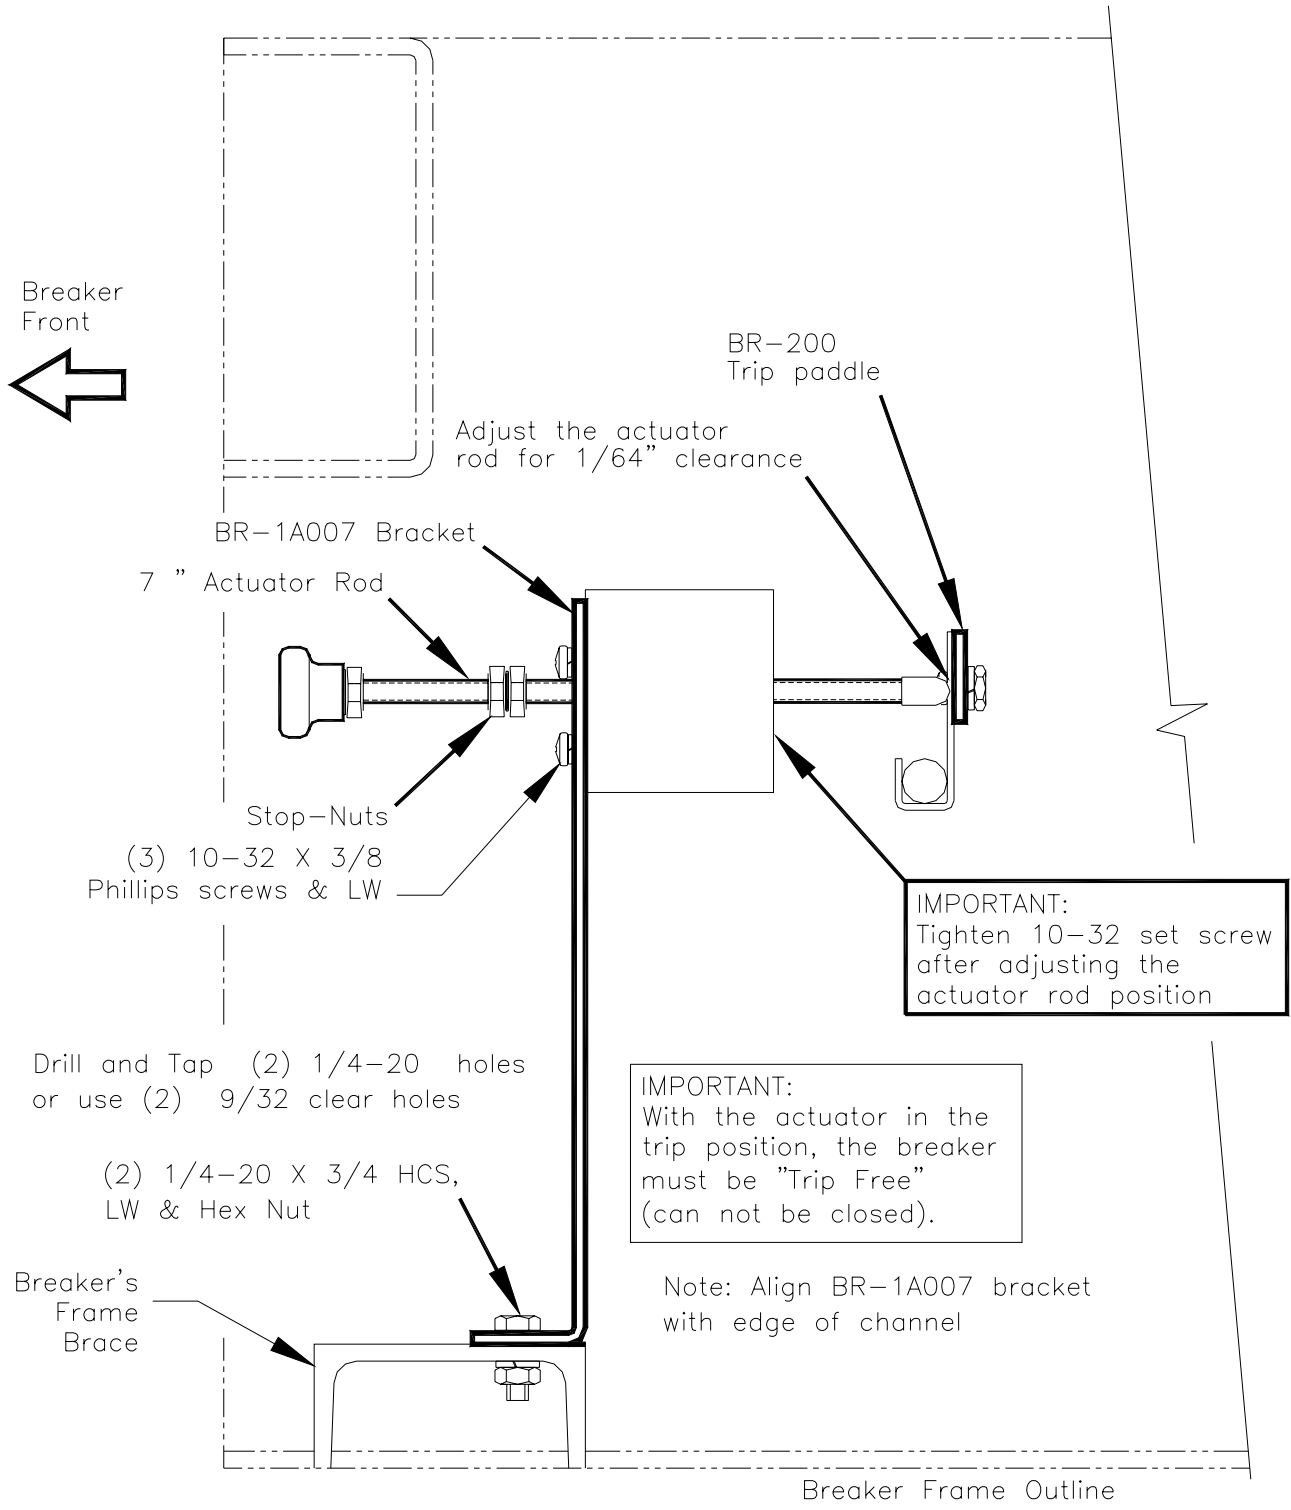 Breaker
Front
BR-200
Trip paddle
Adjust the actuator
rod for 1/64” clearance
BR-1A007 Bracket
7 ” Actuator Rod
Stop-Nuts
(3) 10-32 X 3/8
Phillips screws & LW
IMPORTANT:
Tighten 10-32 set screw
after adjusting the
actuator rod position
Drill and Tap (2) 1/4-20 holes
or use (2) 9/32 clear holes
IMPORTANT:
With the actuator in the
trip position, the breaker
must be ”Trip Free”
(can not be closed).
(2) 1/4-20 X 3/4 HCS,
LW & Hex Nut
Breaker's
Frame
Brace
Note: Align BR-1A007 bracket
with edge of channel
Breaker Frame Outline